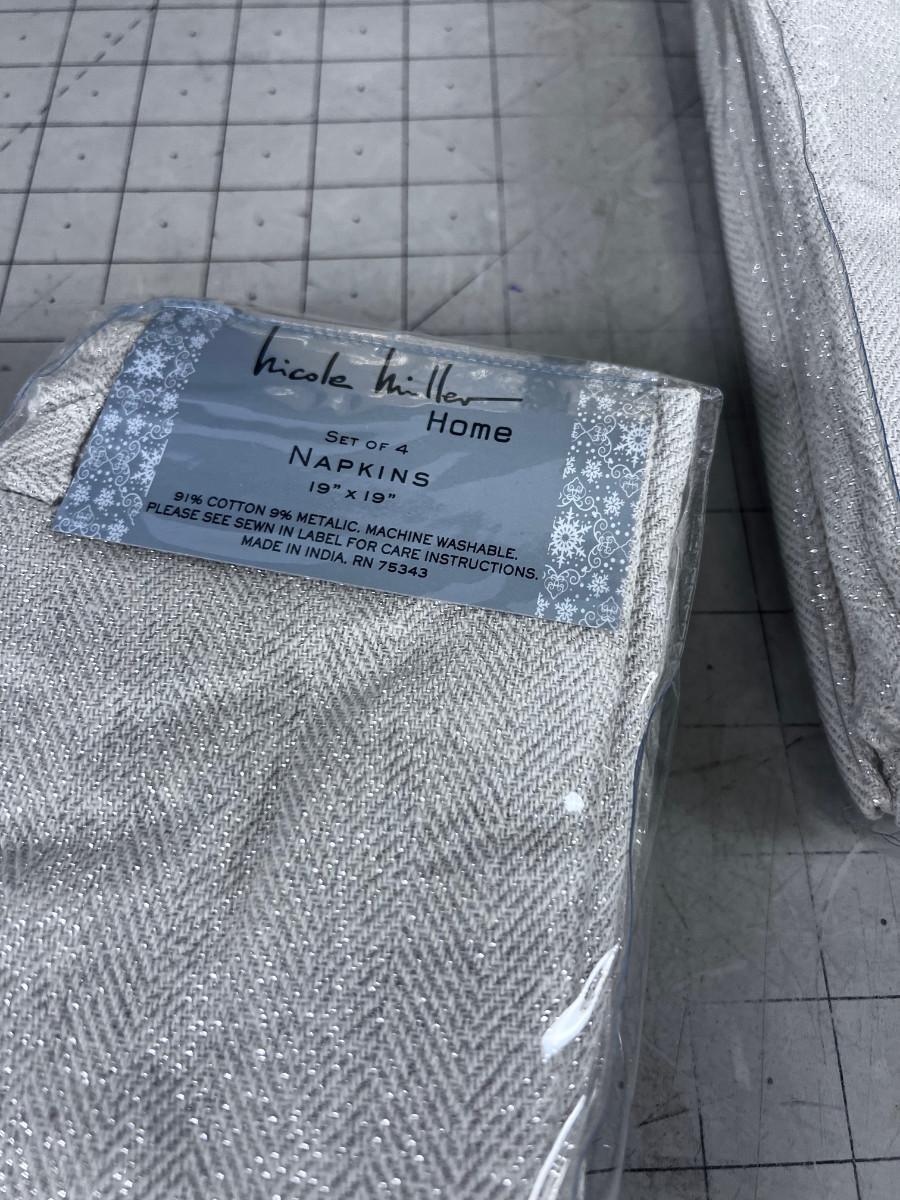 nicole miller
Home
SET OF 4
NAPKINS
19" x 19"
91% COTTON 9% METALIC. MACHINE WASHABLE.
PLEASE SEE SEWN IN LABEL FOR CARE INSTRUCTIONS.
MADE IN INDIA. RN 75343